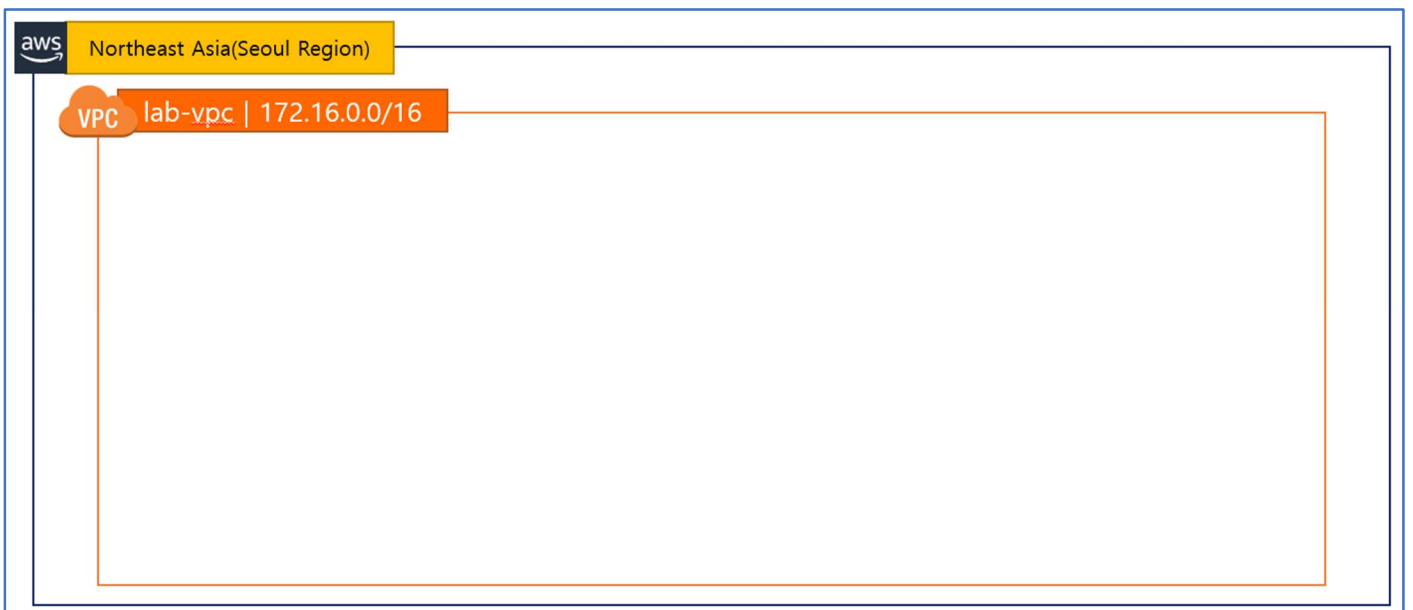 aws
Northeast Asia(Seoul Region)
VPC
lab-vpc | 172.16.0.0/16